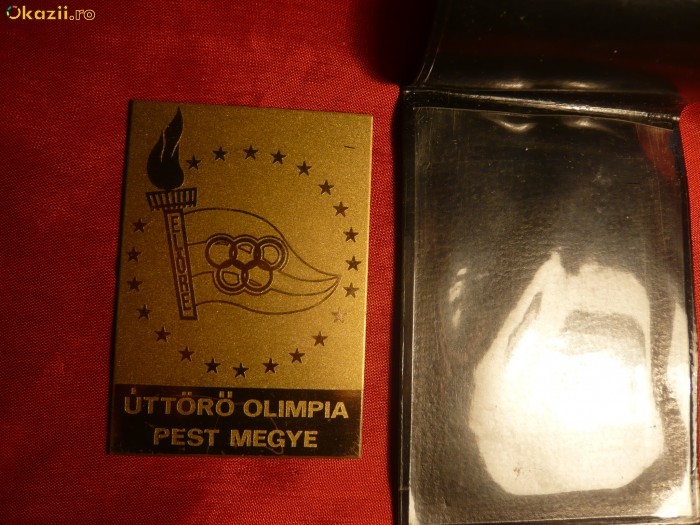 Okazii.ro
ELŐRE
ÚTTÖRŐ OLIMPIA
PEST MEGYE